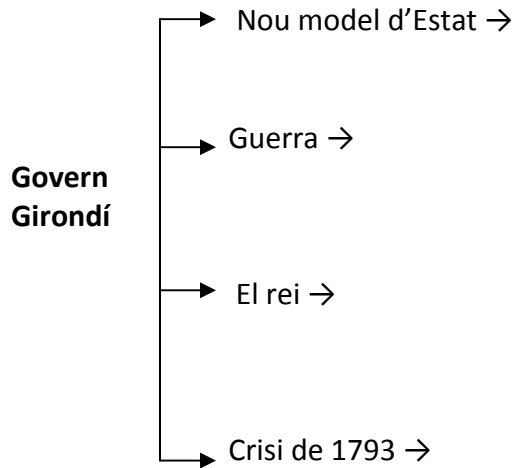 Nou model d’Estat →
Guerra →
Govern
Girondí
El rei →
Crisi de 1793 →